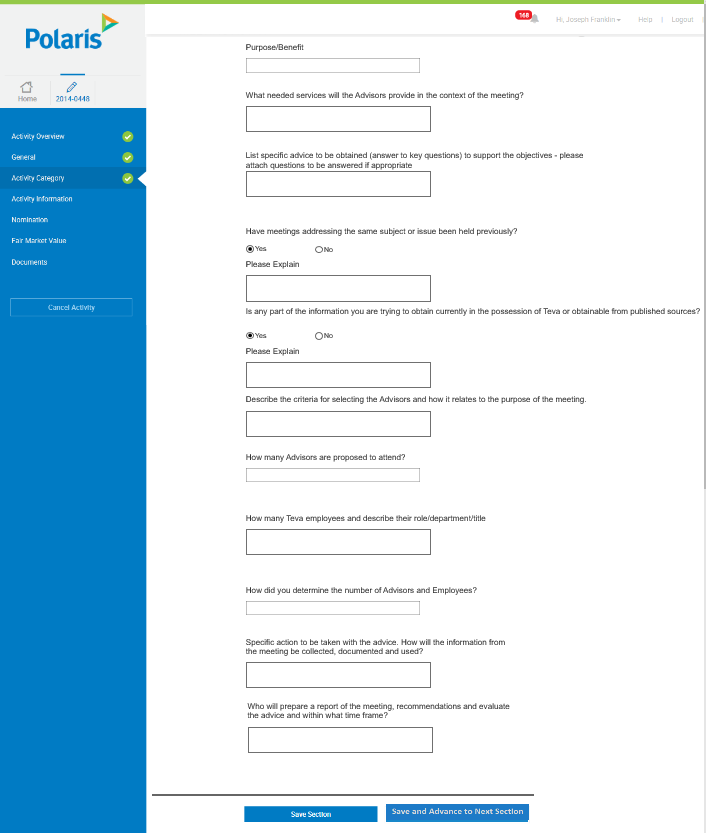 168
Hi, Joseph Franklin
Help | Logout |
Polaris
Home
2014-0448
Activity Overview
General
Activity Category
Activity Information
Nomination
Fair Market Value
Documents
Cancel Activity
Purpose/Benefit
What needed services will the Advisors provide in the context of the meeting?
List specific advice to be obtained (answer to key questions) to support the objectives - please
attach questions to be answered if appropriate
Have meetings addressing the same subject or issue been held previously?
Yes No
Please Explain
Is any part of the information you are trying to obtain currently in the possession of Teva or obtainable from published sources?
Yes No
Please Explain
Describe the criteria for selecting the Advisors and how it relates to the purpose of the meeting.
How many Advisors are proposed to attend?
How many Teva employees and describe their role/department/title
How did you determine the number of Advisors and Employees?
Specific action to be taken with the advice. How will the information from
the meeting be collected, documented and used?
Who will prepare a report of the meeting, recommendations and evaluate
the advice and within what time frame?
Save Section
Save and Advance to Next Section